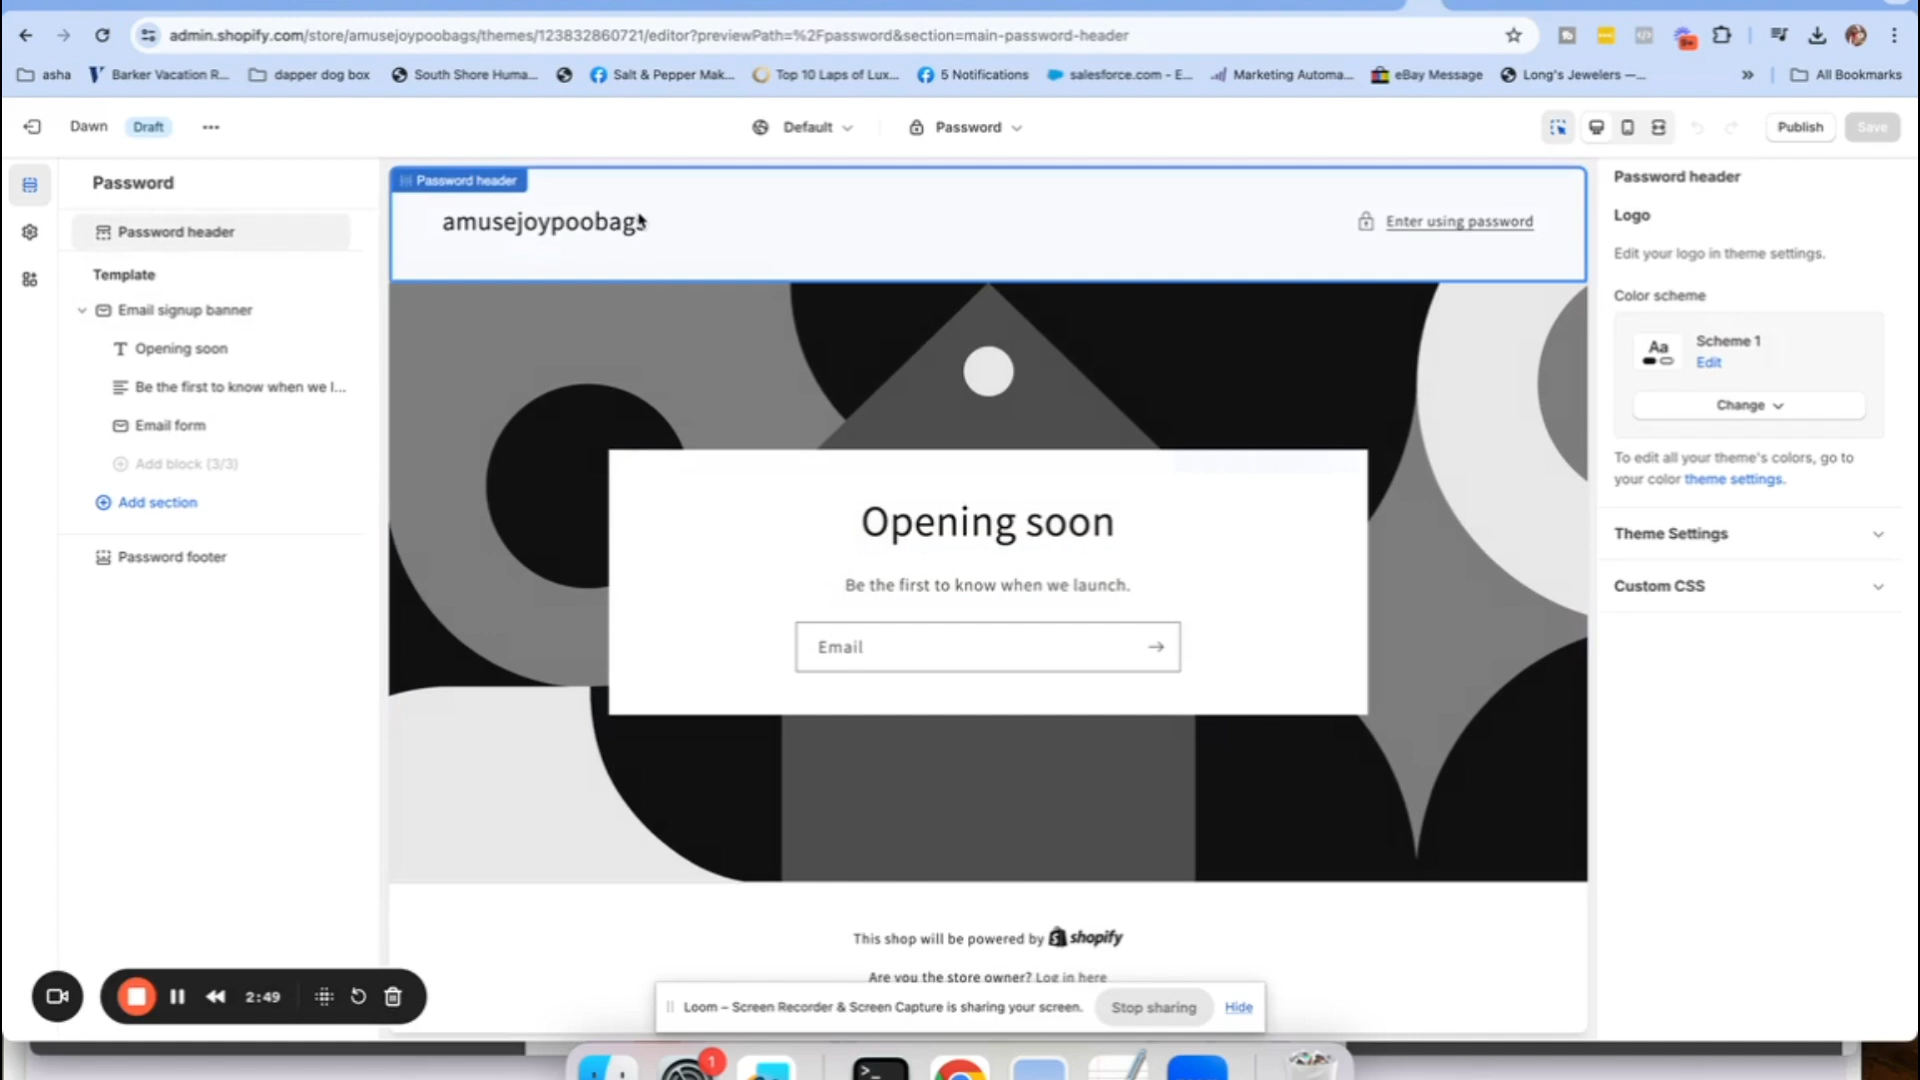 admin.shopify.com/store/amusejoypoobags/themes/123832860721/editor?previewPath=%2Fpassword&section=main-password-header
9+
asha
Barker Vacation R...
dapper dog box
South Shore Huma...
Salt & Pepper Mak...
Top 10 Laps of Lux...
5 Notifications
salesforce.com - E...
Marketing Automa...
eBay Message
Long's Jewelers —...
»
All Bookmarks
Dawn
Draft
Default
Password
Publish
Save
Password
Password header
Template
Email signup banner
Opening soon
Be the first to know when we l...
Email form
Add block (3/3)
Add section
Password footer
Password header
amusejoypoobags
Enter using password
Opening soon
Be the first to know when we launch.
Email
This shop will be powered by shopify
Are you the store owner? Log in here
Password header
Logo
Edit your logo in theme settings.
Color scheme
Aa
Scheme 1
Edit
Change
To edit all your theme's colors, go to
your color theme settings.
Theme Settings
Custom CSS
2:49
Loom – Screen Recorder & Screen Capture is sharing your screen.
Stop sharing
Hide
1